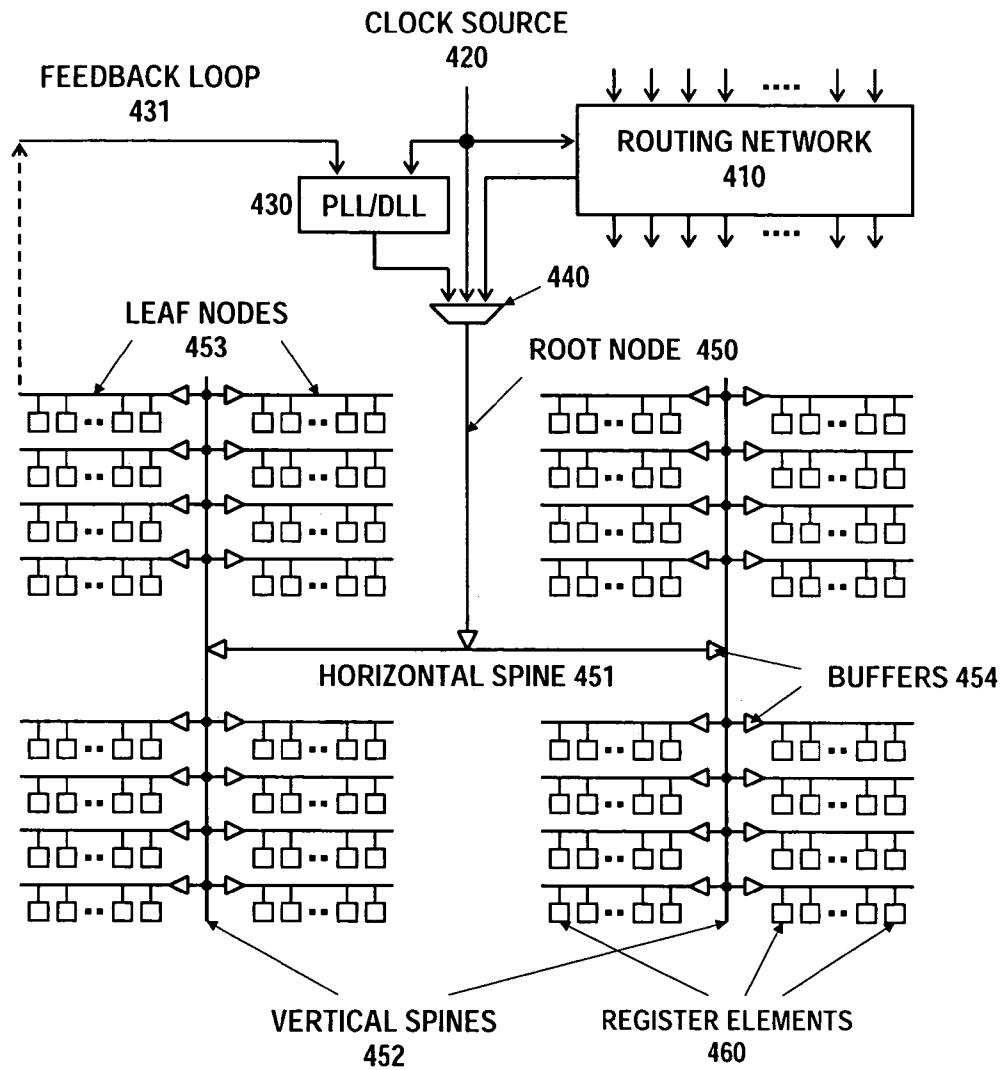 CLOCK SOURCE
420
FEEDBACK LOOP
431
ROUTING NETWORK
410
430
PLL/DLL
440
LEAF NODES
453
ROOT NODE 450
HORIZONTAL SPINE 451
BUFFERS 454
VERTICAL SPINES
452
REGISTER ELEMENTS
460